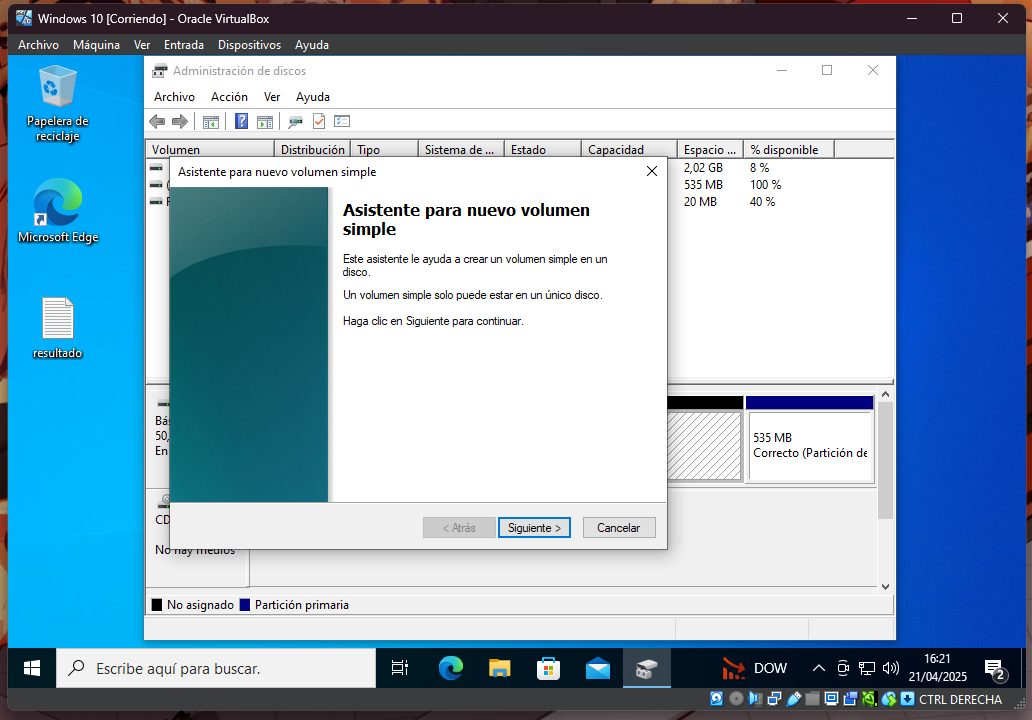 Windows 10 [Corriendo] - Oracle VirtualBox
Archivo Máquina Ver Entrada Dispositivos Ayuda
Papelera de
reciclaje
Microsoft Edge
resultado
Administración de discos
Archivo Acción Ver Ayuda
Volumen Distribución Tipo Sistema de ... Estado Capacidad Espacio ... % disponible
2,02 GB 8 %
535 MB 100 %
20 MB 40 %
Asistente para nuevo volumen simple
Asistente para nuevo volumen
simple
Este asistente le ayuda a crear un volumen simple en un
disco.
Un volumen simple solo puede estar en un único disco.
Haga clic en Siguiente para continuar.
< Atrás Siguiente > Cancelar
50,
En
535 MB
Correcto (Partición de
CD
No hay medios
No asignado Partición primaria
Escribe aquí para buscar.
DOW
16:21
21/04/2025
2
CTRL DERECHA